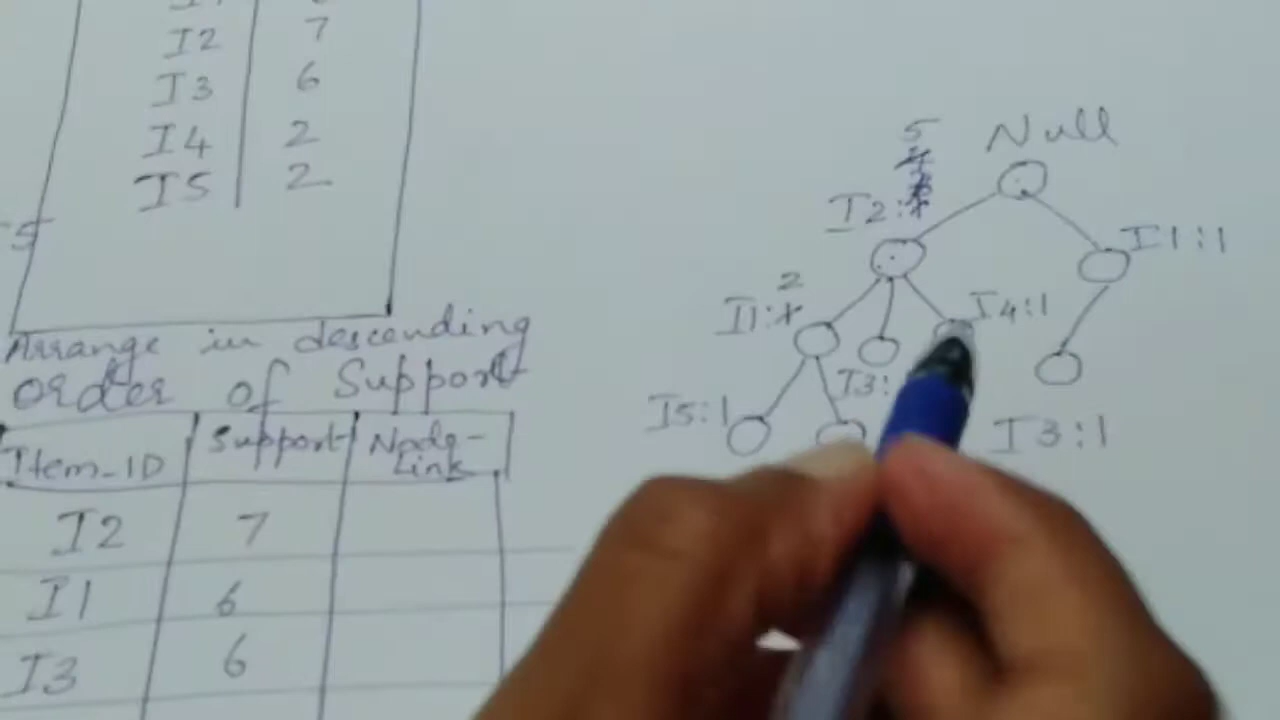 I2 7
I3 6
I4 2
I5 2
Arrange in descending
order of Support
Item-ID Support Node-
Link
I2 7
I1 6
I3 6
Null
5
4
I2:
I1:1
2
I1:1
I4:1
I3:
I5:1
I3:1